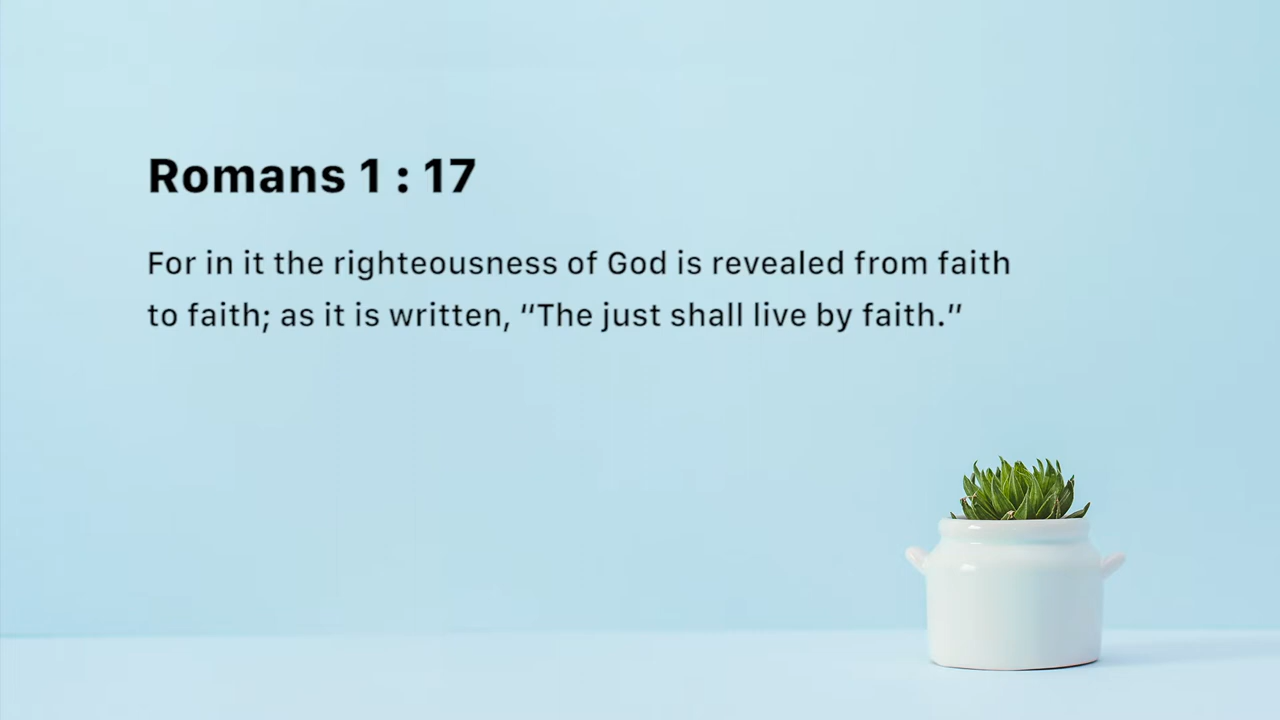 Romans 1 : 17
For in it the righteousness of God is revealed from faith
to faith; as it is written, “The just shall live by faith.”